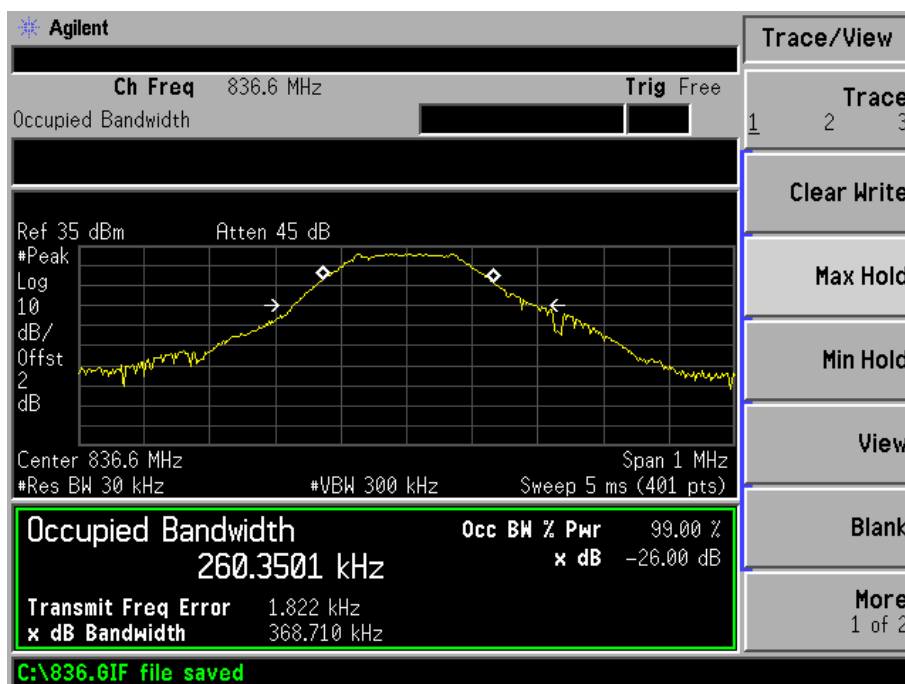 Agilent
Trace/View
Ch Freq 836.6 MHz Trig Free
Occupied Bandwidth
Trace
1 2 3
Clear Write
Max Hold
Min Hold
View
Blank
More
1 of 2
Ref 35 dBm Atten 45 dB
#Peak
Log
10
dB/
Offst
2
dB
Center 836.6 MHz Span 1 MHz
#Res BW 30 kHz #VBW 300 kHz Sweep 5 ms (401 pts)
Occupied Bandwidth Occ BW % Pwr 99.00 %
260.3501 kHz x dB -26.00 dB
Transmit Freq Error 1.822 kHz
x dB Bandwidth 368.710 kHz
C:\836.GIF file saved